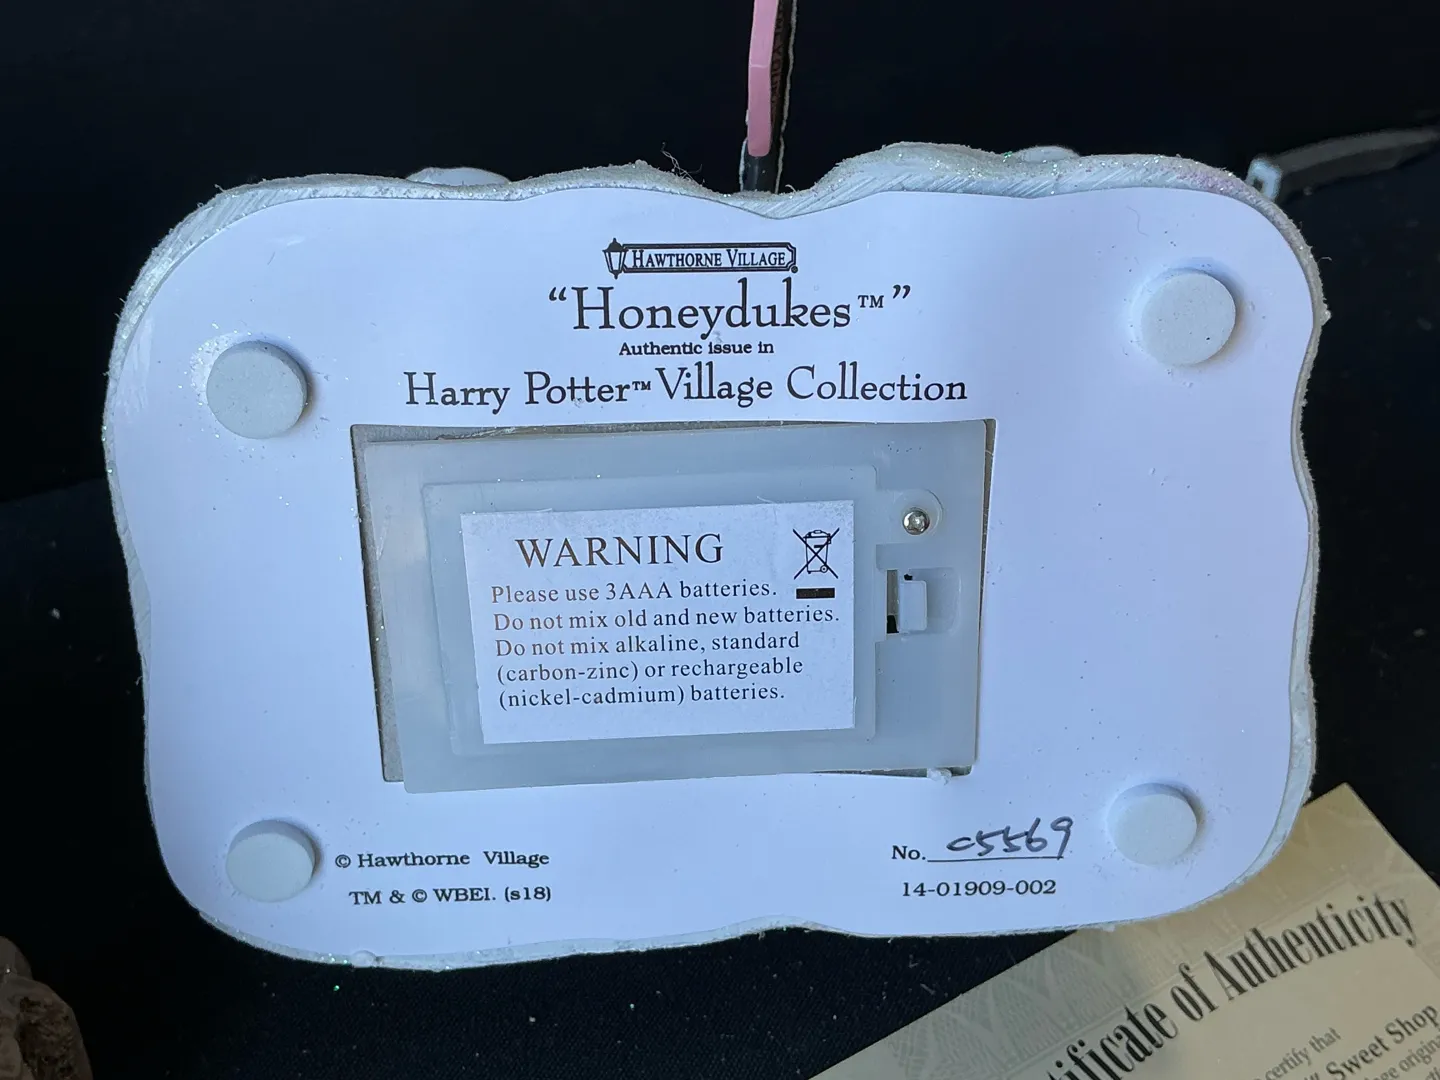 HAWTHORNE VILLAGE
“Honeydukes™”
Authentic issue in
Harry Potter™ Village Collection
WARNING
Please use 3AAA batteries.
Do not mix old and new batteries.
Do not mix alkaline, standard
(carbon-zinc) or rechargeable
(nickel-cadmium) batteries.
© Hawthorne Village
TM & © WBEI. (s18)
No. C5569
14-01909-002
of Authenticity
certify that
Sweet Shop